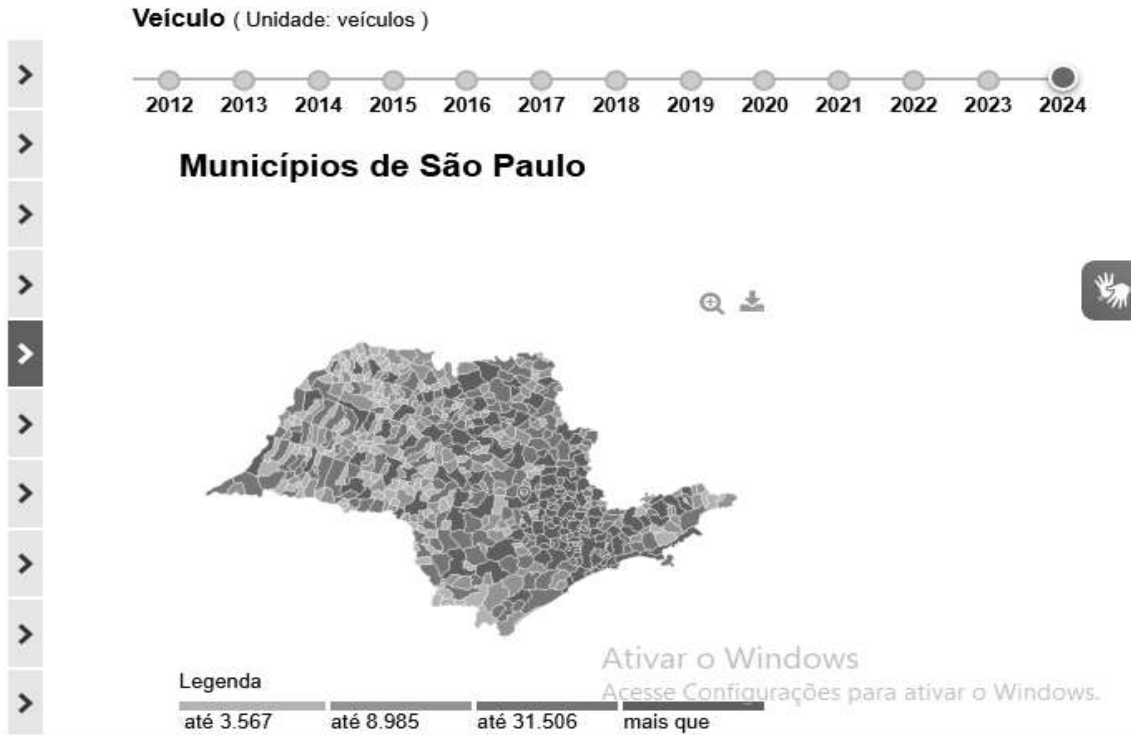 Veículo ( Unidade: veículos )
2012 2013 2014 2015 2016 2017 2018 2019 2020 2021 2022 2023 2024
Municípios de São Paulo
Ativar o Windows
Acesse Configurações para ativar o Windows.
Legenda
até 3.567 até 8.985 até 31.506 mais que